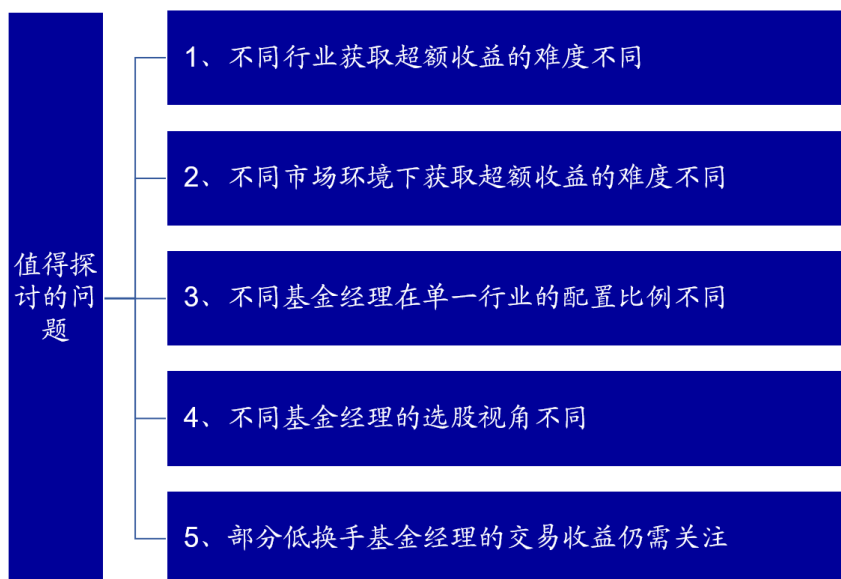 值得探
讨的问
题
1、不同行业获取超额收益的难度不同
2、不同市场环境下获取超额收益的难度不同
3、不同基金经理在单一行业的配置比例不同
4、不同基金经理的选股视角不同
5、部分低换手基金经理的交易收益仍需关注